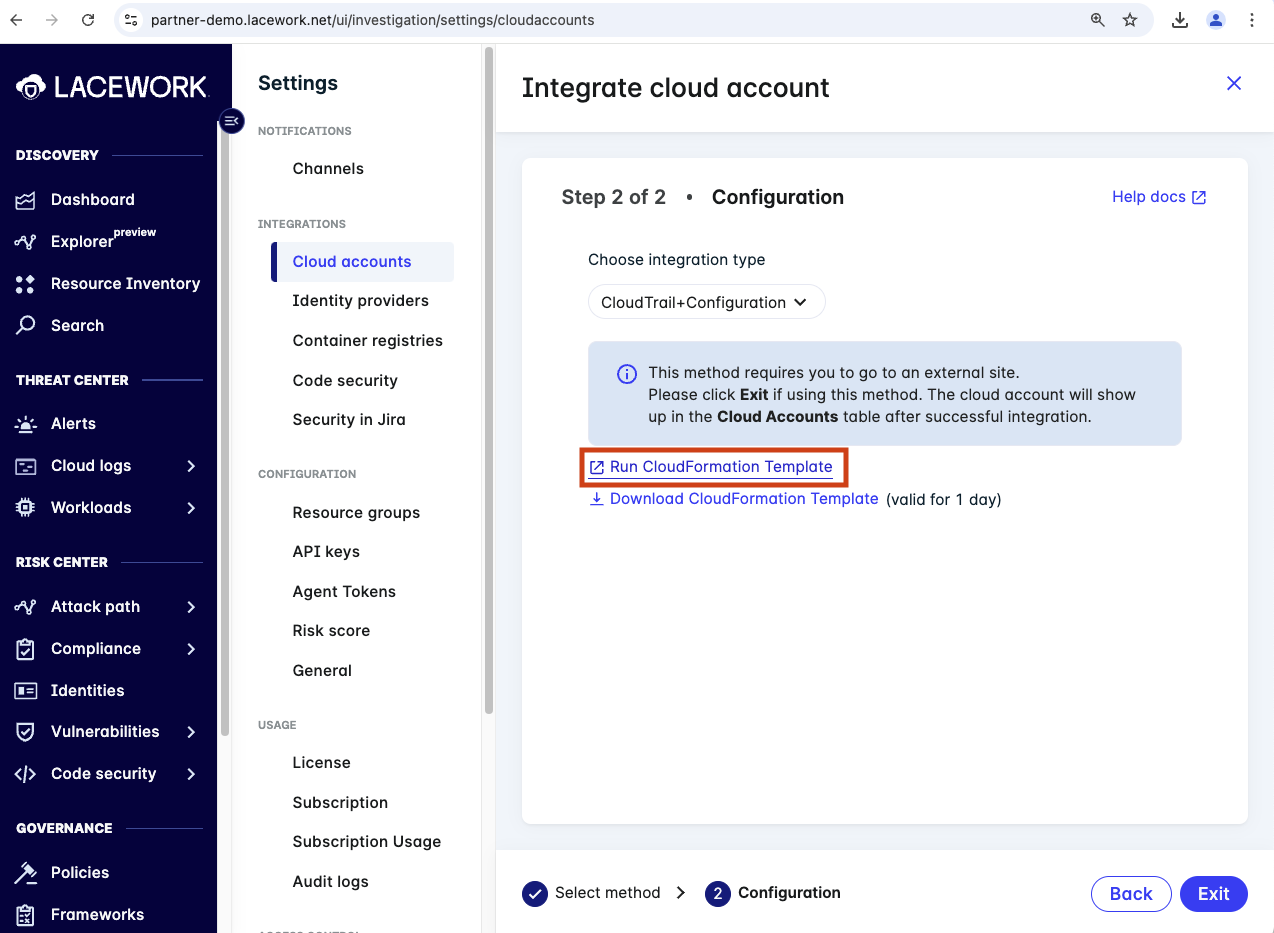 partner-demo.lacework.net/ui/investigation/settings/cloudaccounts
LACEWORK
DISCOVERY
Dashboard
Explorer preview
Resource Inventory
Search
THREAT CENTER
Alerts
Cloud logs
Workloads
RISK CENTER
Attack path
Compliance
Identities
Vulnerabilities
Code security
GOVERNANCE
Policies
Frameworks
Settings
NOTIFICATIONS
Channels
INTEGRATIONS
Cloud accounts
Identity providers
Container registries
Code security
Security in Jira
CONFIGURATION
Resource groups
API keys
Agent Tokens
Risk score
General
USAGE
License
Subscription
Subscription Usage
Audit logs
Integrate cloud account
Step 2 of 2 • Configuration
Help docs
Choose integration type
CloudTrail+Configuration
This method requires you to go to an external site.
Please click Exit if using this method. The cloud account will show
up in the Cloud Accounts table after successful integration.
Run CloudFormation Template
Download CloudFormation Template (valid for 1 day)
Select method
2 Configuration
Back
Exit